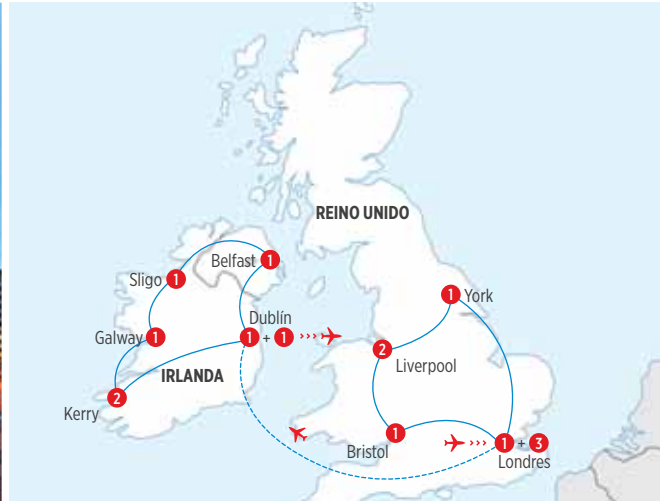 REINO UNIDO
Belfast 1
Sligo 1
1 York
Dublín
Galway 1
1 + 1
2
Liverpool
IRLANDA
2
Kerry
1
Bristol
1 + 3
Londres